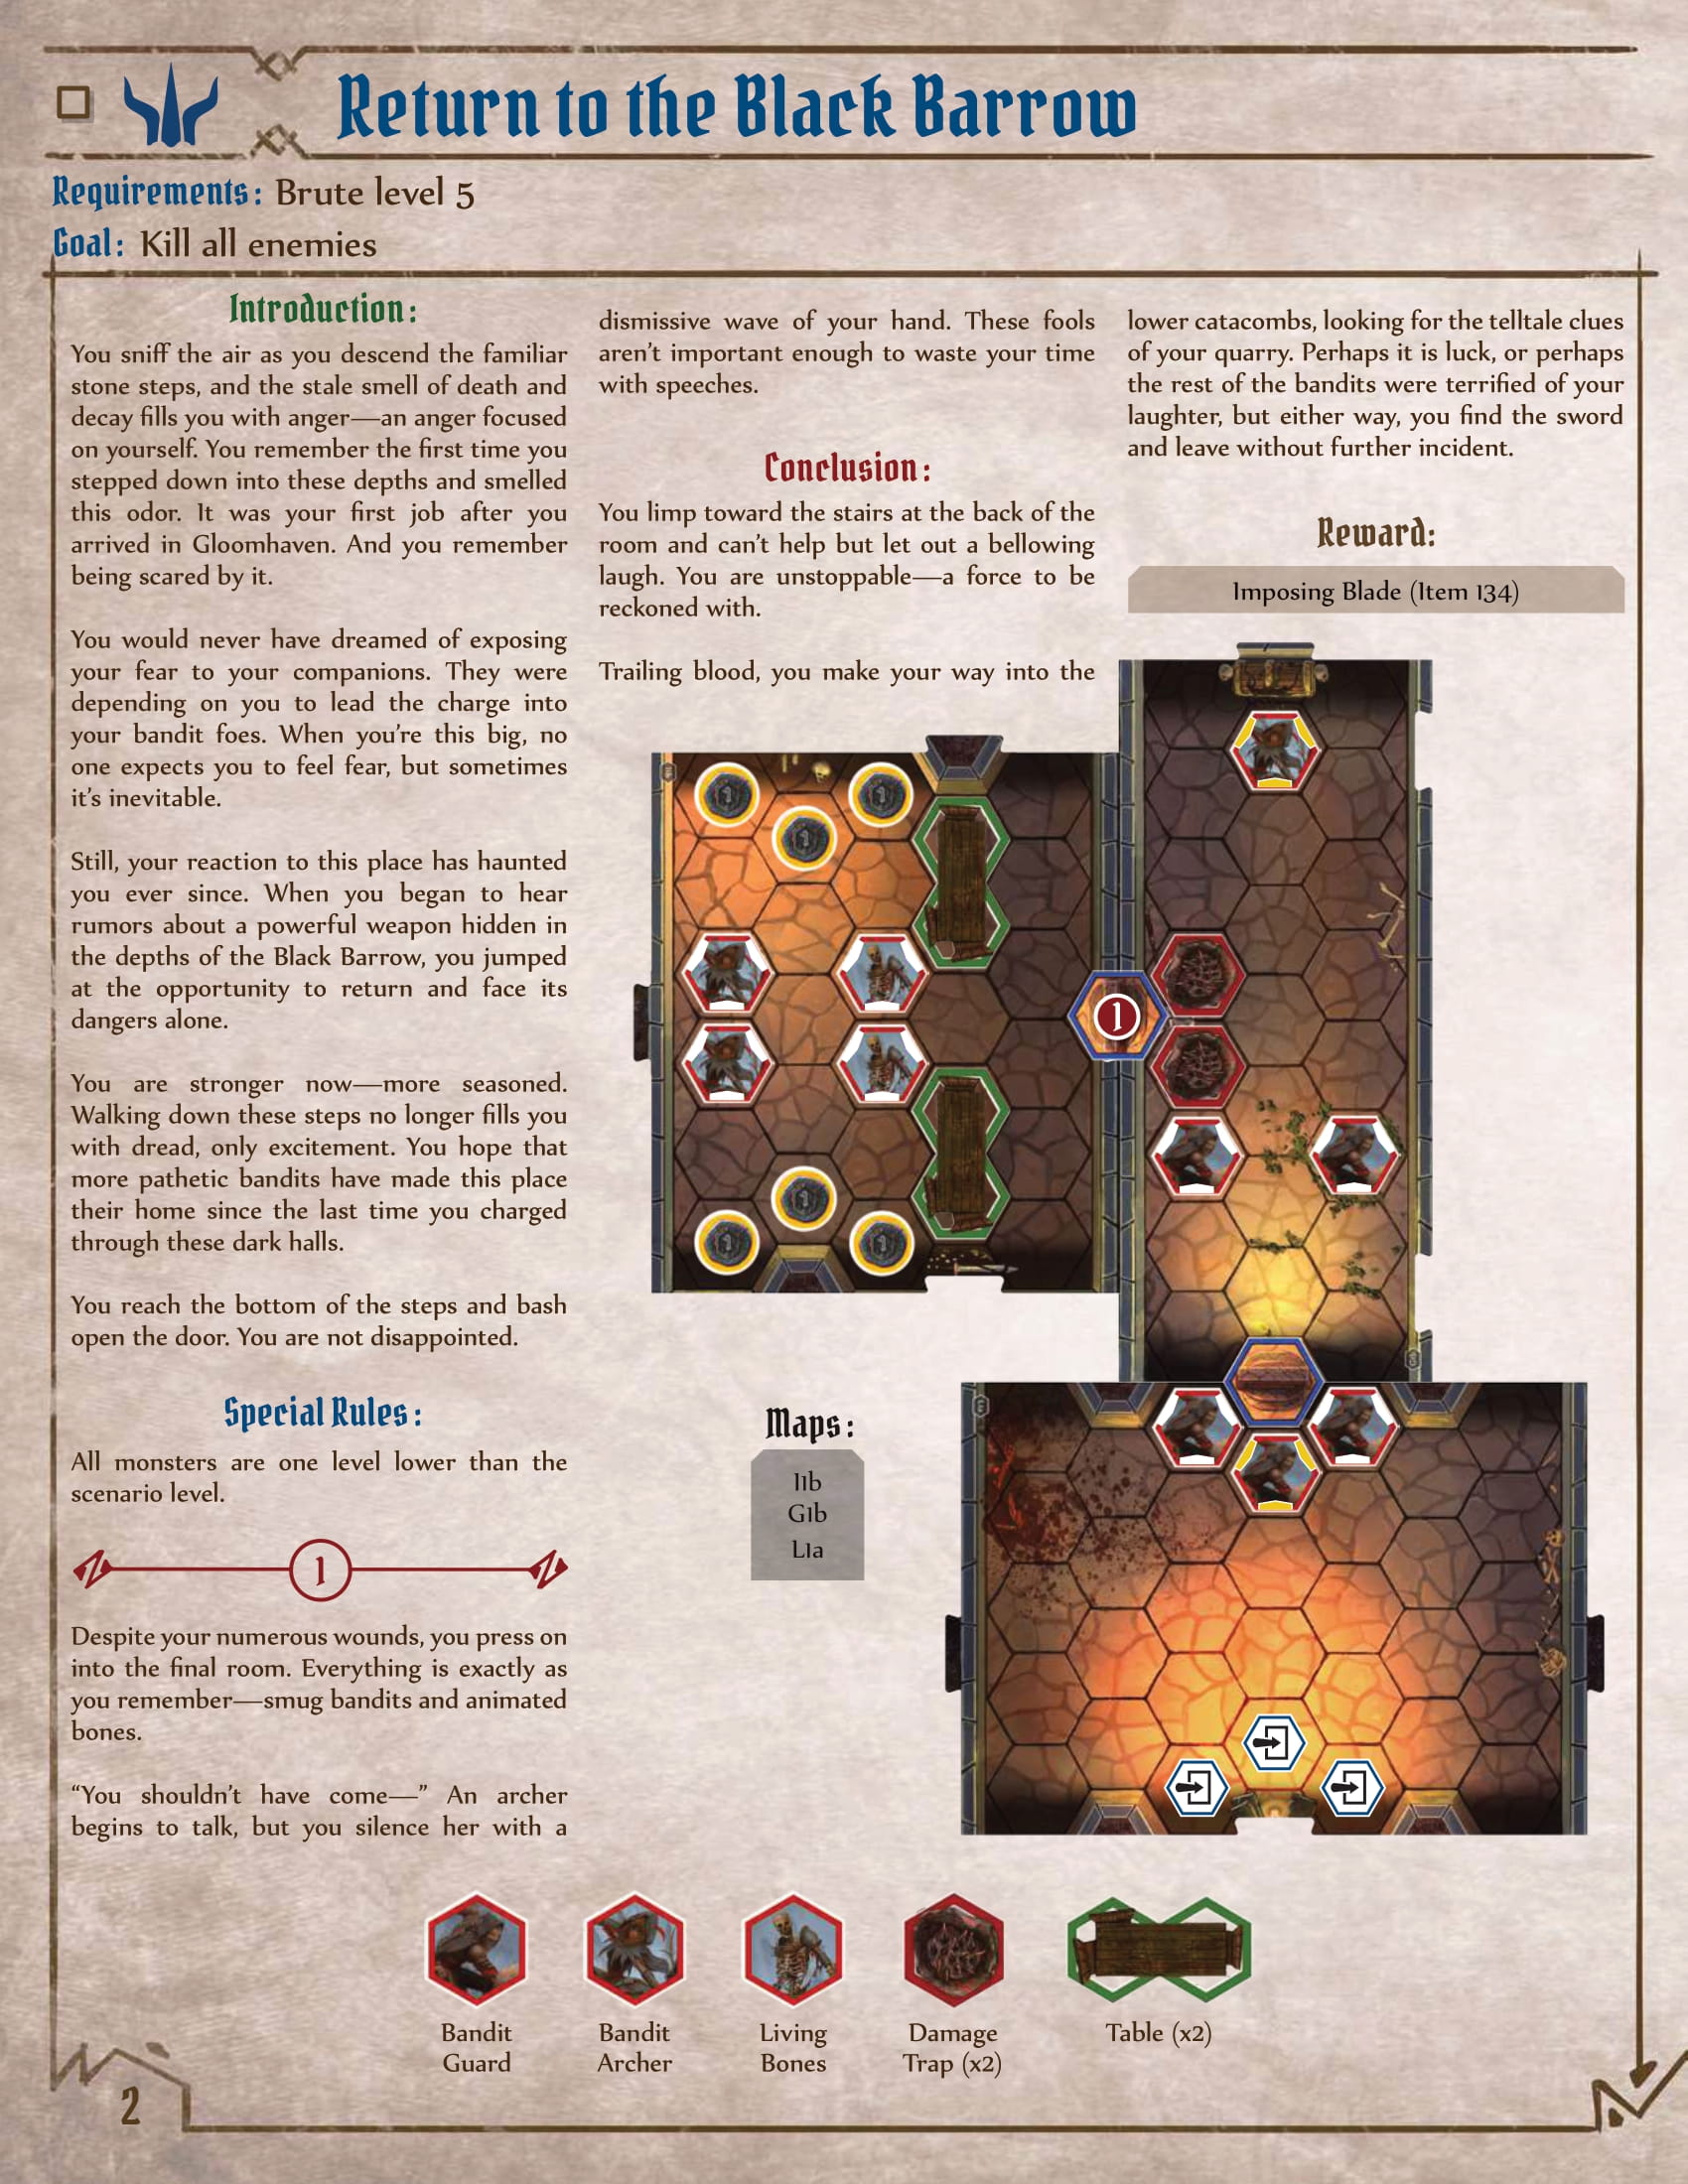 Return to the Black Barrow
Requirements: Brute level 5
Goal: Kill all enemies
Introduction:
You sniff the air as you descend the familiar
stone steps, and the stale smell of death and
decay fills you with anger—an anger focused
on yourself. You remember the first time you
stepped down into these depths and smelled
this odor. It was your first job after you
arrived in Gloomhaven. And you remember
being scared by it.
You would never have dreamed of exposing
your fear to your companions. They were
depending on you to lead the charge into
your bandit foes. When you're this big, no
one expects you to feel fear, but sometimes
it's inevitable.
Still, your reaction to this place has haunted
you ever since. When you began to hear
rumors about a powerful weapon hidden in
the depths of the Black Barrow, you jumped
at the opportunity to return and face its
dangers alone.
You are stronger now—more seasoned.
Walking down these steps no longer fills you
with dread, only excitement. You hope that
more pathetic bandits have made this place
their home since the last time you charged
through these dark halls.
You reach the bottom of the steps and bash
open the door. You are not disappointed.
Special Rules:
All monsters are one level lower than the
scenario level.
1
Despite your numerous wounds, you press on
into the final room. Everything is exactly as
you remember—smug bandits and animated
bones.
“You shouldn't have come—” An archer
begins to talk, but you silence her with a
dismissive wave of your hand. These fools
aren't important enough to waste your time
with speeches.
Conclusion:
You limp toward the stairs at the back of the
room and can't help but let out a bellowing
laugh. You are unstoppable—a force to be
reckoned with.
Trailing blood, you make your way into the
lower catacombs, looking for the telltale clues
of your quarry. Perhaps it is luck, or perhaps
the rest of the bandits were terrified of your
laughter, but either way, you find the sword
and leave without further incident.
Reward:
Imposing Blade (Item 134)
1
1
1
1
1
1
1
Maps:
I1b
G1b
L1a
Bandit
Guard
Bandit
Archer
Living
Bones
Damage
Trap (x2)
Table (x2)
2